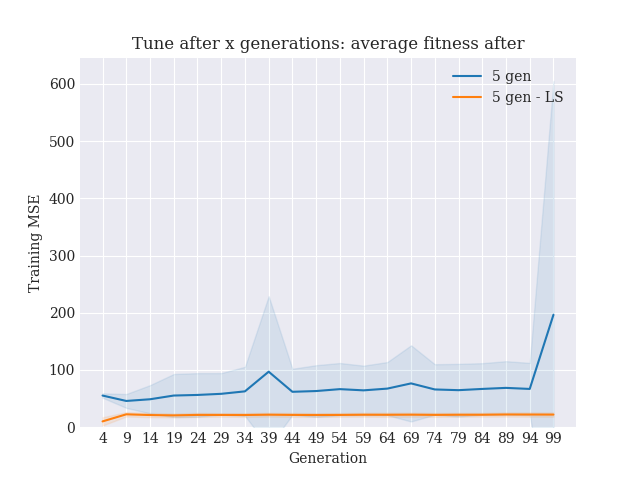 Tune after x generations: average fitness after
5 gen
5 gen - LS
600
500
400
300
200
100
0
Training MSE
4 9 14 19 24 29 34 39 44 49 54 59 64 69 74 79 84 89 94 99
Generation